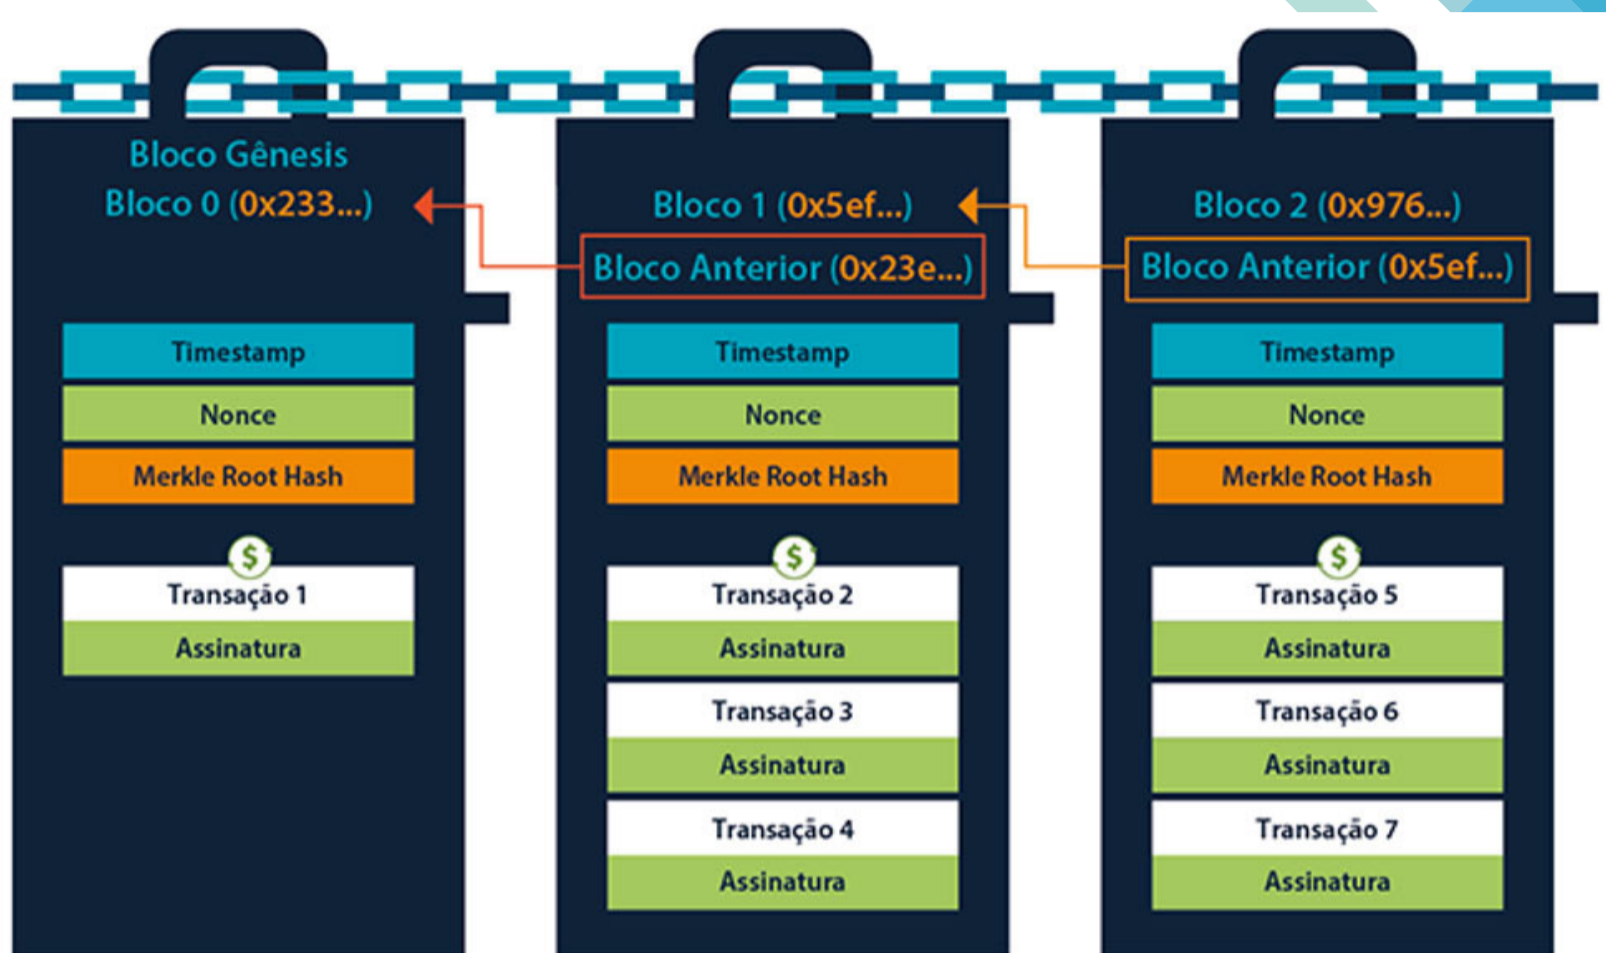 Bloco Gênesis
Bloco 0 (0x233...)
Timestamp
Nonce
Merkle Root Hash
$
Transação 1
Assinatura
Bloco 1 (0x5ef...)
Bloco Anterior (0x23e...)
Timestamp
Nonce
Merkle Root Hash
$
Transação 2
Assinatura
Transação 3
Assinatura
Transação 4
Assinatura
Bloco 2 (0x976...)
Bloco Anterior (0x5ef...)
Timestamp
Nonce
Merkle Root Hash
$
Transação 5
Assinatura
Transação 6
Assinatura
Transação 7
Assinatura